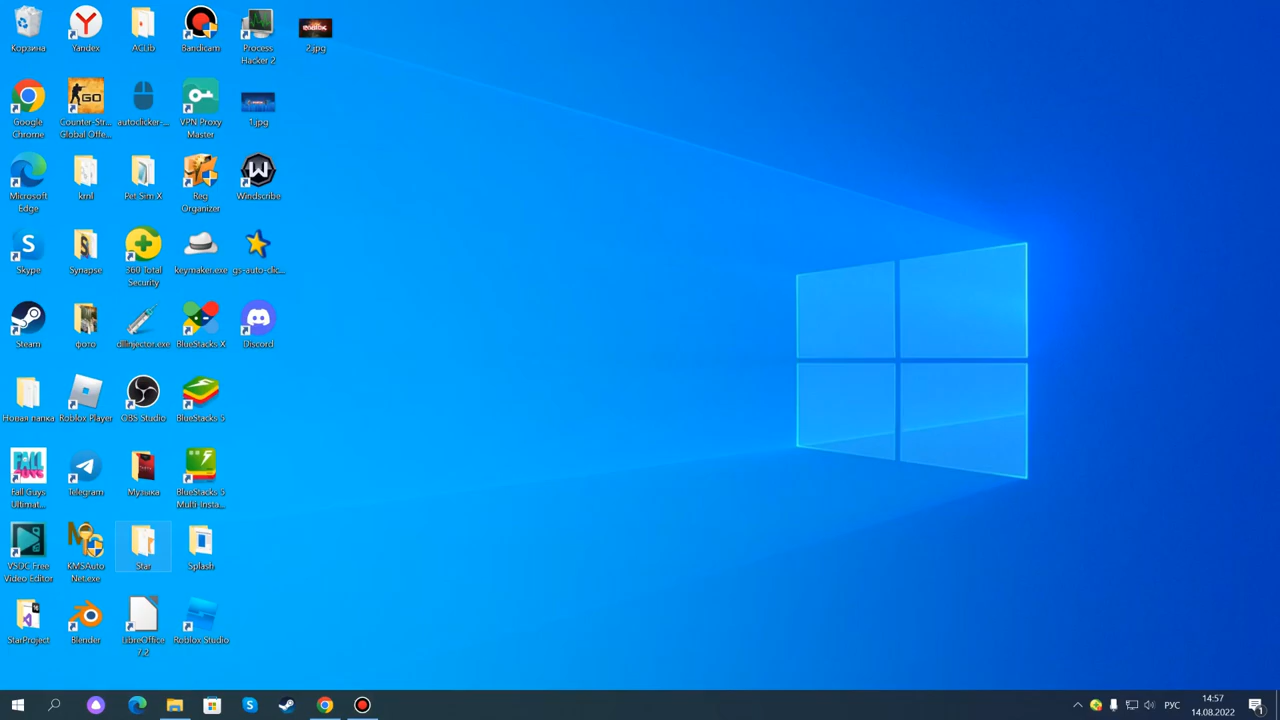 Корзина
Yandex
ACLib
Bandicam
Process
Hacker 2
2.jpg
Google
Chrome
Counter-Str...
Global Offe...
autoclicker-...
VPN Proxy
Master
1.jpg
Microsoft
Edge
krnl
Pet Sim X
Reg
Organizer
Windscribe
Skype
Synapse
360 Total
Security
keymaker.exe
gs-auto-clic...
Steam
фото
dllinjector.exe
BlueStacks X
Discord
Новая папка
Roblox Player
OBS Studio
BlueStacks 5
Fall Guys
Ultimat...
Telegram
Музыка
BlueStacks 5
Multi-Insta...
VSDC Free
Video Editor
KMSAuto
Net.exe
Star
Splash
StarProject
Blender
LibreOffice
7.2
Roblox Studio
РУС
14:57
14.08.2022